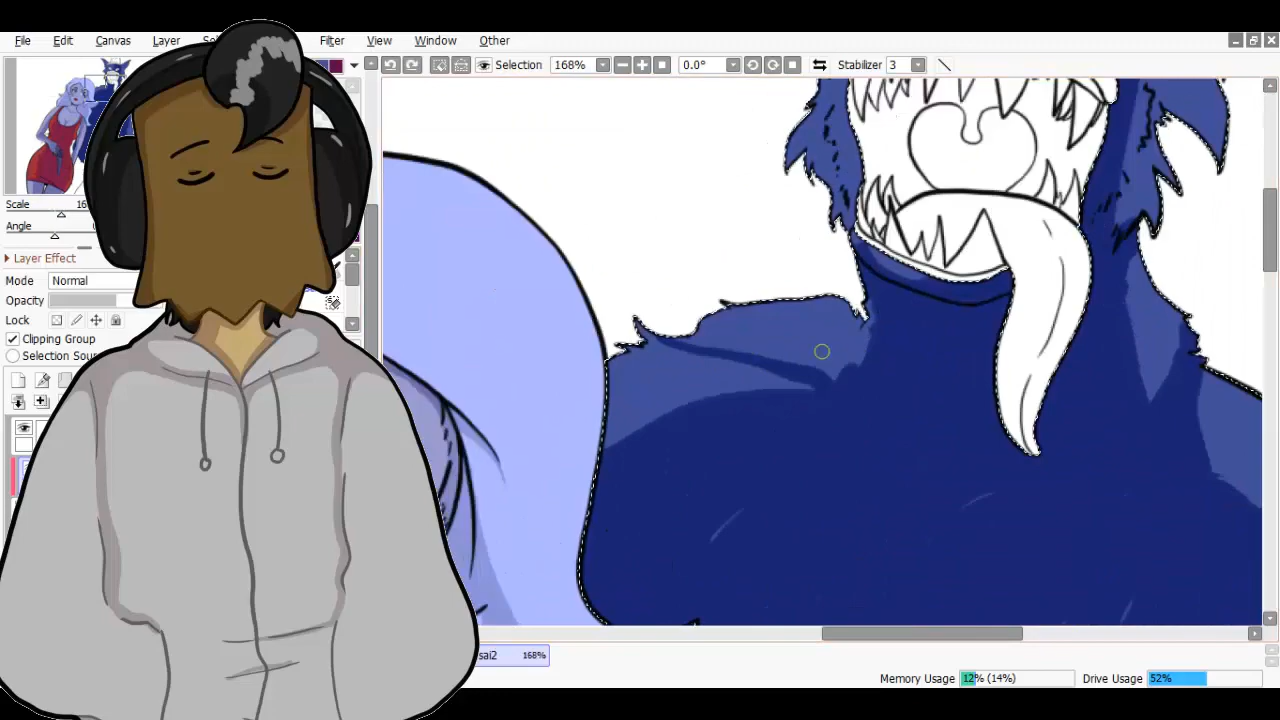 File Edit Canvas Layer Filter View Window Other
Selection 168% 0.0° Stabilizer 3
Scale
Angle
Layer Effect
Mode Normal
Opacity
Lock
Clipping Group
Selection
sai2 168%
Memory Usage 12% (14%) Drive Usage 52%